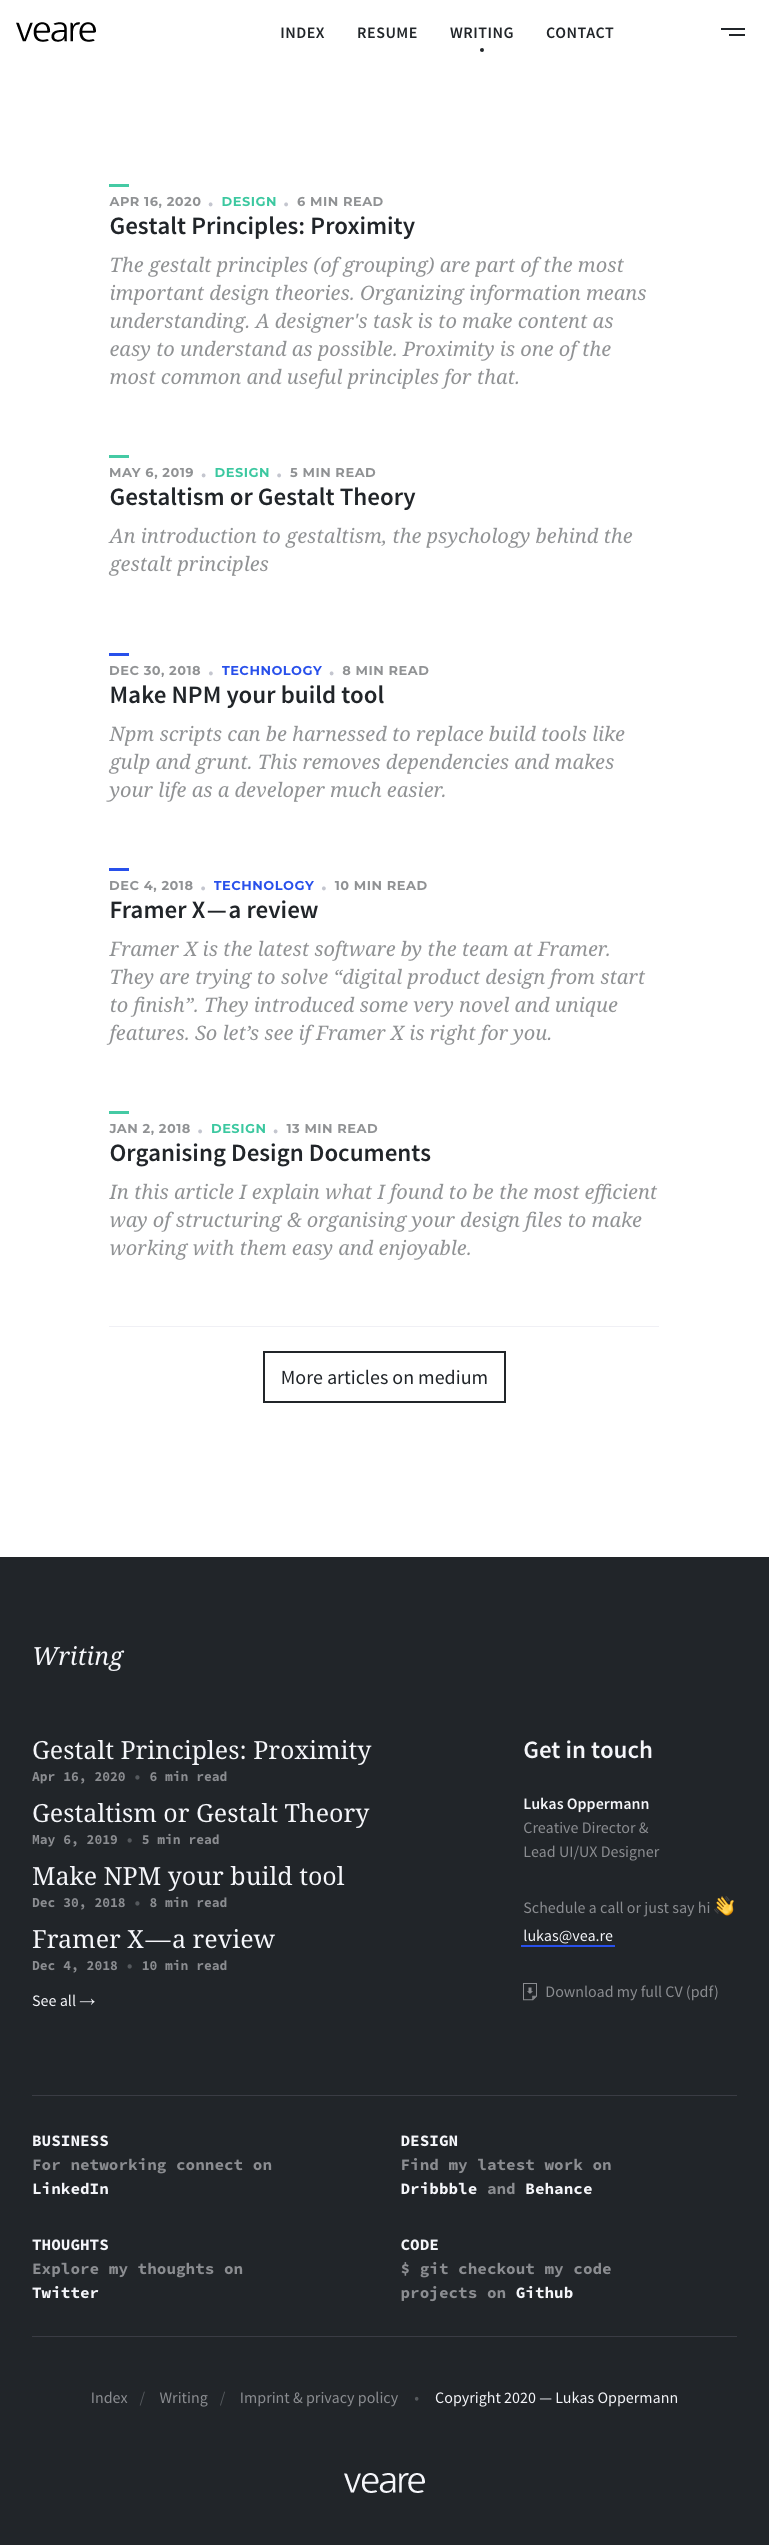 veare
INDEX RESUME WRITING CONTACT
APR 16, 2020 • DESIGN • 6 MIN READ
Gestalt Principles: Proximity
The gestalt principles (of grouping) are part of the most
important design theories. Organizing information means
understanding. A designer's task is to make content as
easy to understand as possible. Proximity is one of the
most common and useful principles for that.
MAY 6, 2019 • DESIGN • 5 MIN READ
Gestaltism or Gestalt Theory
An introduction to gestaltism, the psychology behind the
gestalt principles
DEC 30, 2018 • TECHNOLOGY • 8 MIN READ
Make NPM your build tool
Npm scripts can be harnessed to replace build tools like
gulp and grunt. This removes dependencies and makes
your life as a developer much easier.
DEC 4, 2018 • TECHNOLOGY • 10 MIN READ
Framer X—a review
Framer X is the latest software by the team at Framer.
They are trying to solve “digital product design from start
to finish”. They introduced some very novel and unique
features. So let’s see if Framer X is right for you.
JAN 2, 2018 • DESIGN • 13 MIN READ
Organising Design Documents
In this article I explain what I found to be the most efficient
way of structuring & organising your design files to make
working with them easy and enjoyable.
More articles on medium
Writing
Gestalt Principles: Proximity
Apr 16, 2020 • 6 min read
Gestaltism or Gestalt Theory
May 6, 2019 • 5 min read
Make NPM your build tool
Dec 30, 2018 • 8 min read
Framer X—a review
Dec 4, 2018 • 10 min read
See all →
Get in touch
Lukas Oppermann
Creative Director &
Lead UI/UX Designer
Schedule a call or just say hi 👋
lukas@vea.re
Download my full CV (pdf)
BUSINESS
For networking connect on
LinkedIn
DESIGN
Find my latest work on
Dribbble and Behance
THOUGHTS
Explore my thoughts on
Twitter
CODE
$ git checkout my code
projects on Github
Index / Writing / Imprint & privacy policy • Copyright 2020 — Lukas Oppermann
veare